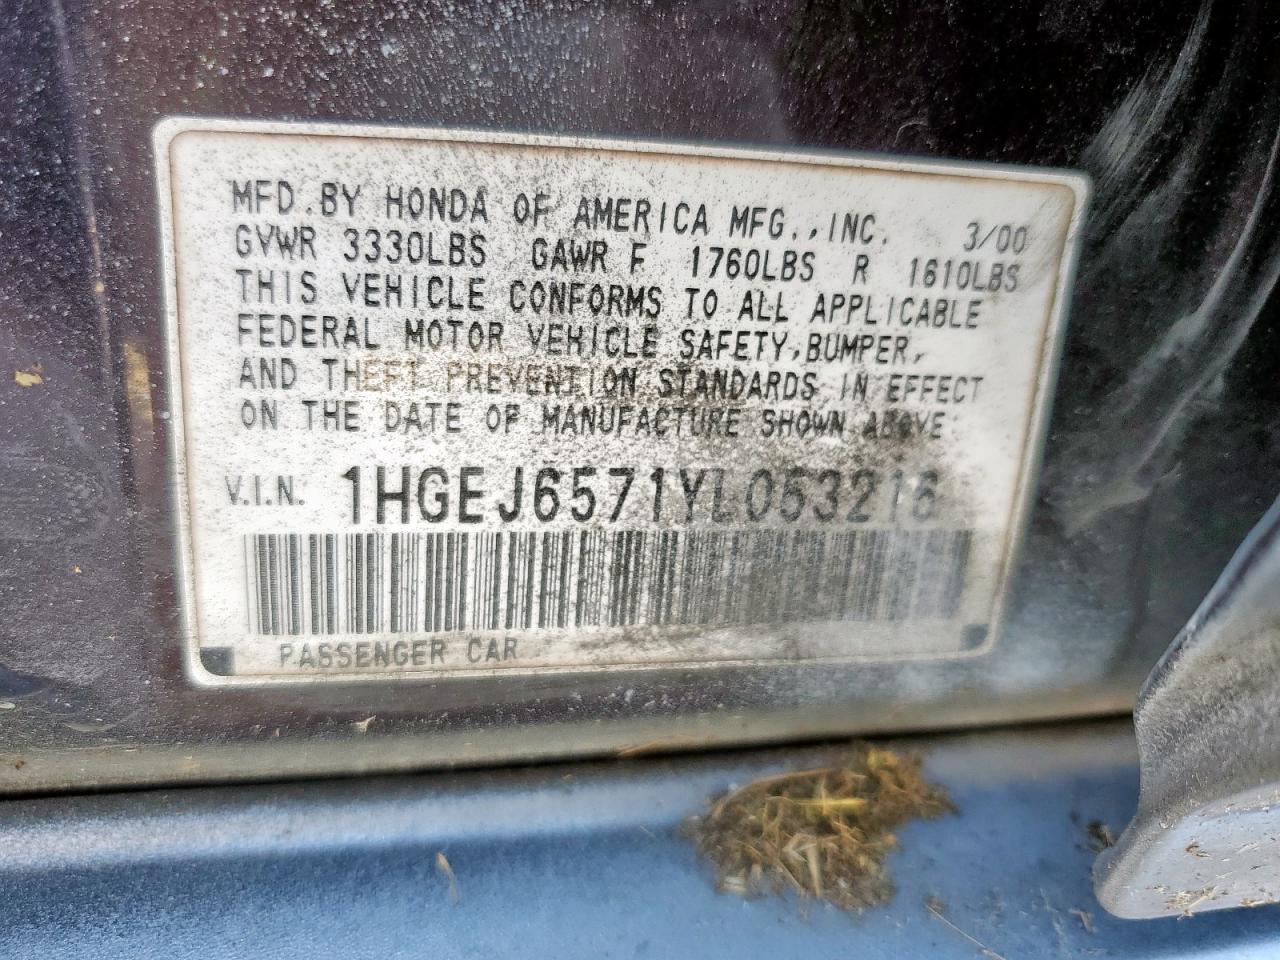 MFD. BY HONDA OF AMERICA MFG., INC. 3/00
GVWR 3330LBS GAWR F 1760LBS R 1610LBS
THIS VEHICLE CONFORMS TO ALL APPLICABLE
FEDERAL MOTOR VEHICLE SAFETY, BUMPER,
AND THEFT PREVENTION STANDARDS IN EFFECT
ON THE DATE OF MANUFACTURE SHOWN ABOVE.
V.I.N. 1HGEJ6571YL053216
PASSENGER CAR